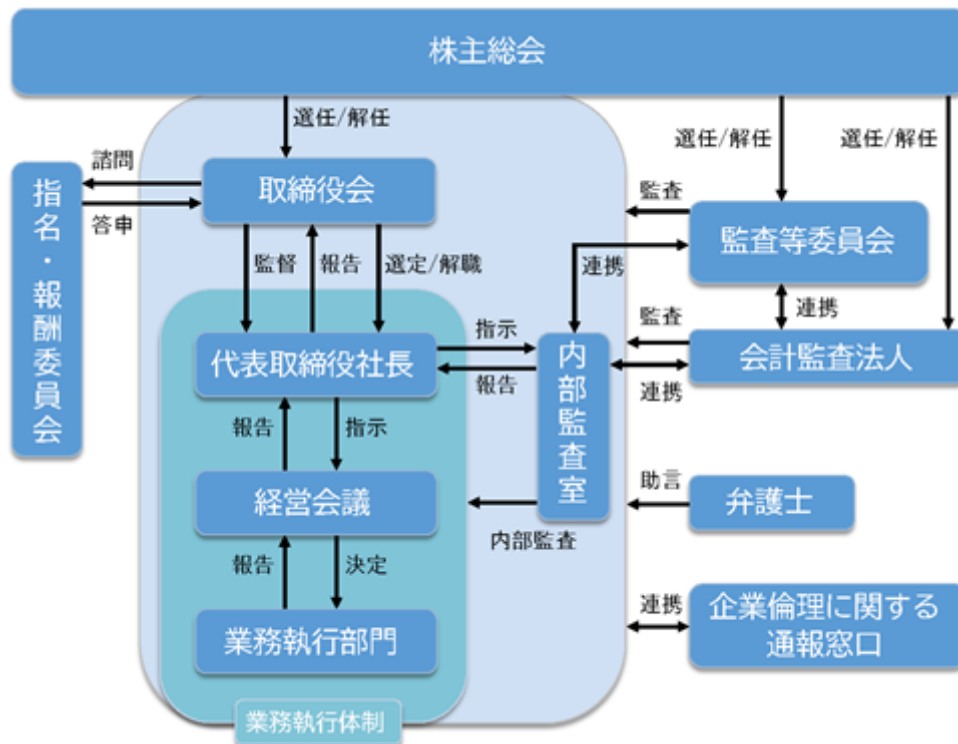 株主総会
選任/解任
選任/解任
選任/解任
諮問
答申
指名・報酬委員会
取締役会
監査
監査等委員会
監督
報告
選定/解職
連携
連携
代表取締役社長
指示
報告
内部監査室
監査
連携
会計監査法人
報告
指示
経営会議
内部監査
助言
弁護士
報告
決定
業務執行部門
連携
企業倫理に関する
通報窓口
業務執行体制